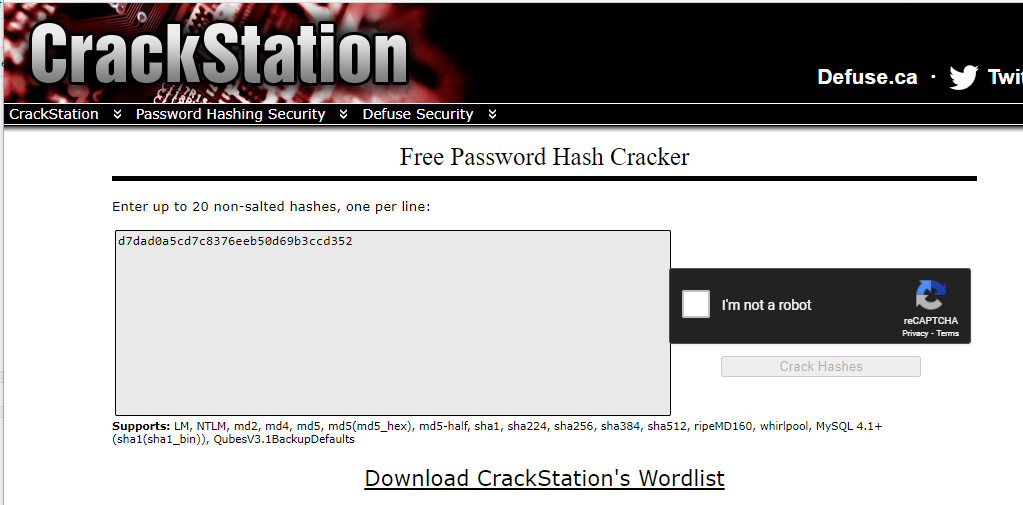 CrackStation
Defuse.ca ·
CrackStation Password Hashing Security Defuse Security
Free Password Hash Cracker
Enter up to 20 non-salted hashes, one per line:
d7dad0a5cd7c8376eeb50d69b3ccd352
I'm not a robot
reCAPTCHA
Privacy - Terms
Crack Hashes
Supports: LM, NTLM, md2, md4, md5, md5(md5_hex), md5-half, sha1, sha224, sha256, sha384, sha512, ripeMD160, whirlpool, MySQL 4.1+
(sha1(sha1_bin)), QubesV3.1BackupDefaults
Download CrackStation's Wordlist